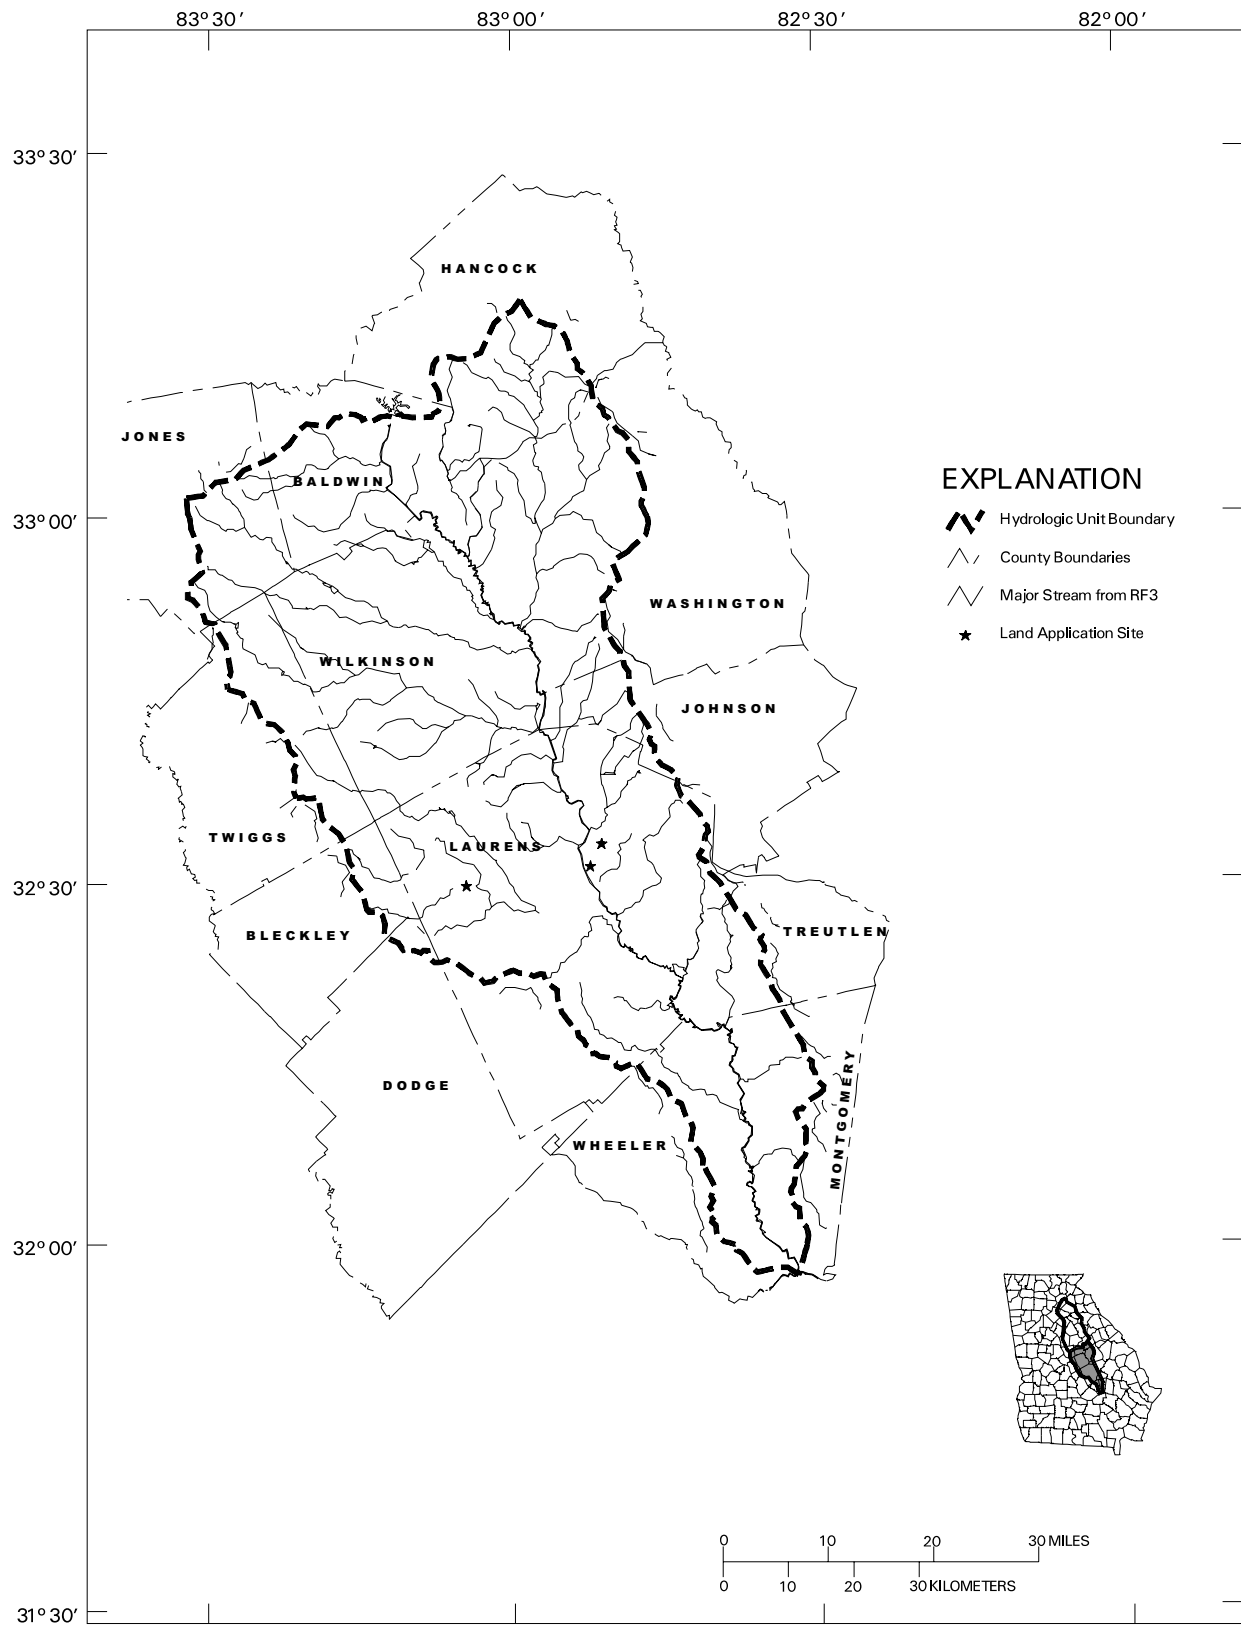 83°30′ 83°00′ 82°30′ 82°00′
33°30′
HANCOCK
JONES
BALDWIN
EXPLANATION
33°00′
Hydrologic Unit Boundary
County Boundaries
Major Stream from RF3
Land Application Site
WASHINGTON
WILKINSON
JOHNSON
TWIGGS
LAURENS
32°30′
BLECKLEY
TREUTLEN
DODGE
MONTGOMERY
WHEELER
32°00′
0 10 20 30 MILES
0 10 20 30 KILOMETERS
31°30′